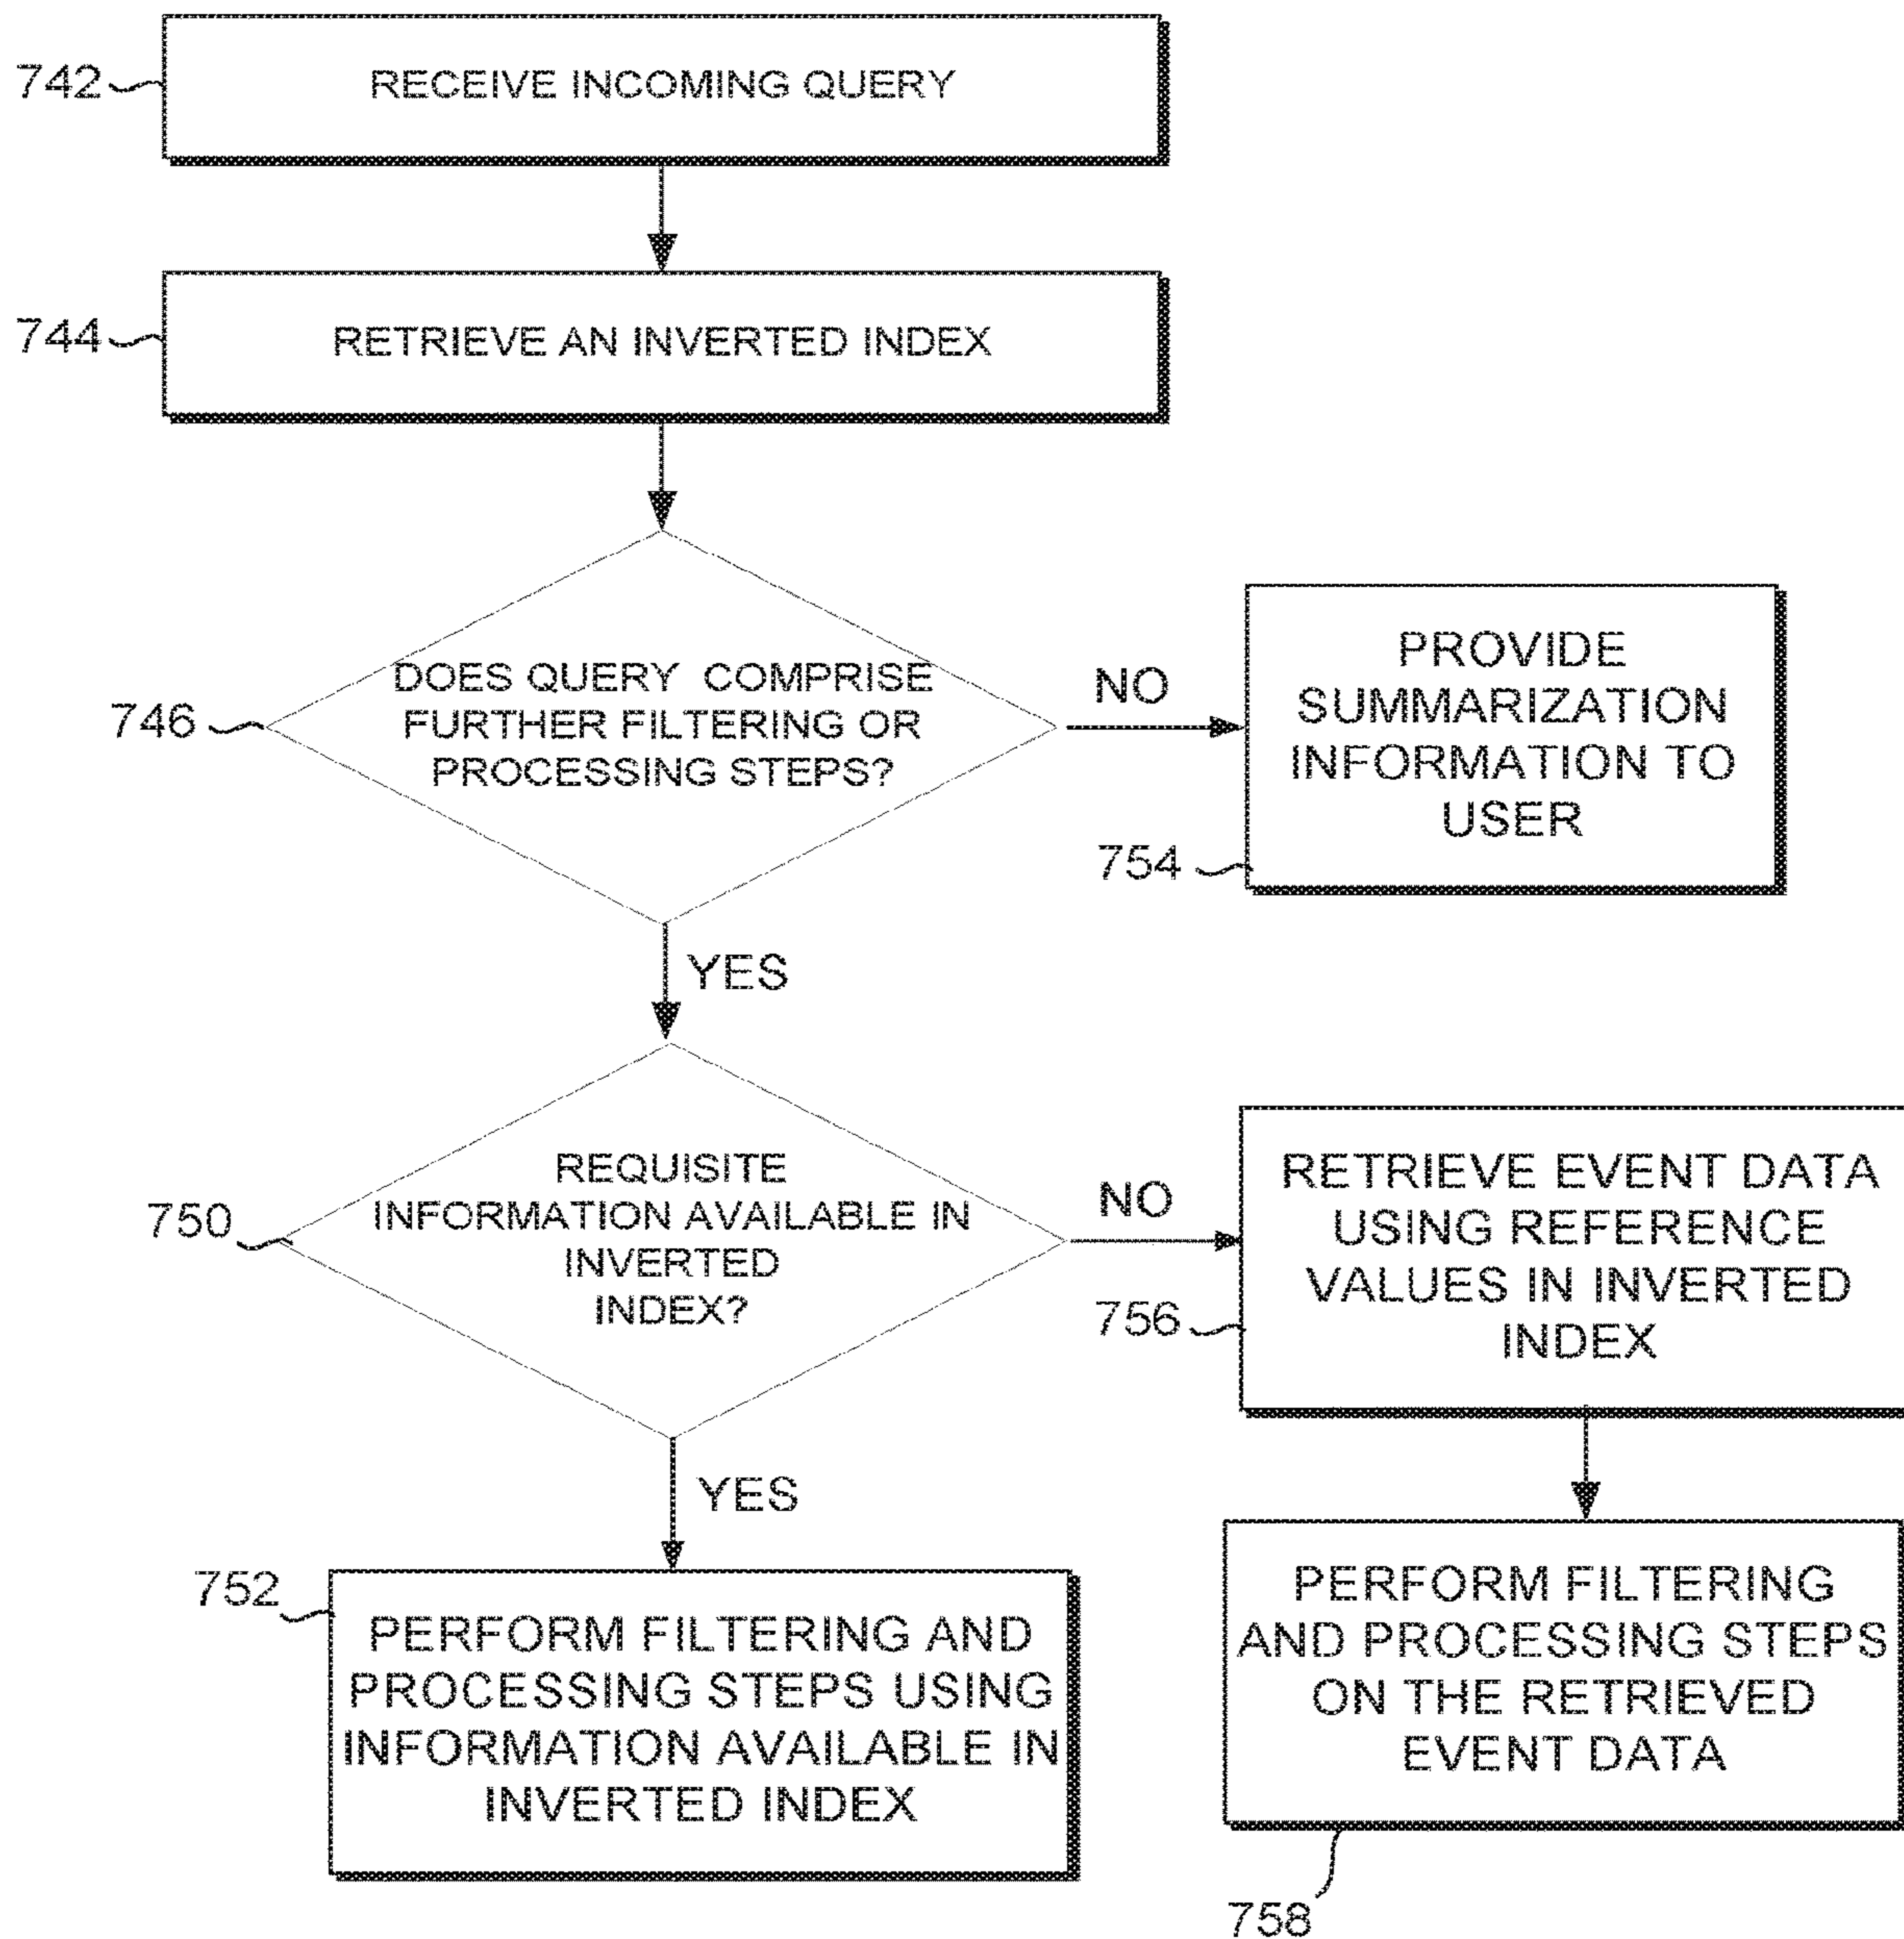 742
RECEIVE INCOMING QUERY
744
RETRIEVE AN INVERTED INDEX
746
DOES QUERY COMPRISE
FURTHER FILTERING OR
PROCESSING STEPS?
NO
PROVIDE
SUMMARIZATION
INFORMATION TO
USER
754
YES
750
REQUISITE
INFORMATION AVAILABLE IN
INVERTED
INDEX?
NO
RETRIEVE EVENT DATA
USING REFERENCE
VALUES IN INVERTED
INDEX
756
YES
752
PERFORM FILTERING AND
PROCESSING STEPS USING
INFORMATION AVAILABLE IN
INVERTED INDEX
PERFORM FILTERING
AND PROCESSING STEPS
ON THE RETRIEVED
EVENT DATA
758